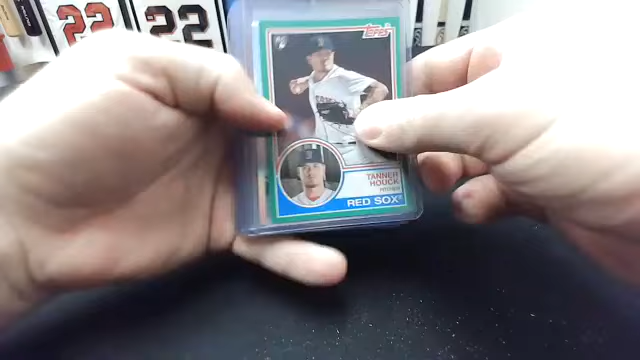 22
22
Topps
TANNER
HOUCK
PITCHER
RED SOX